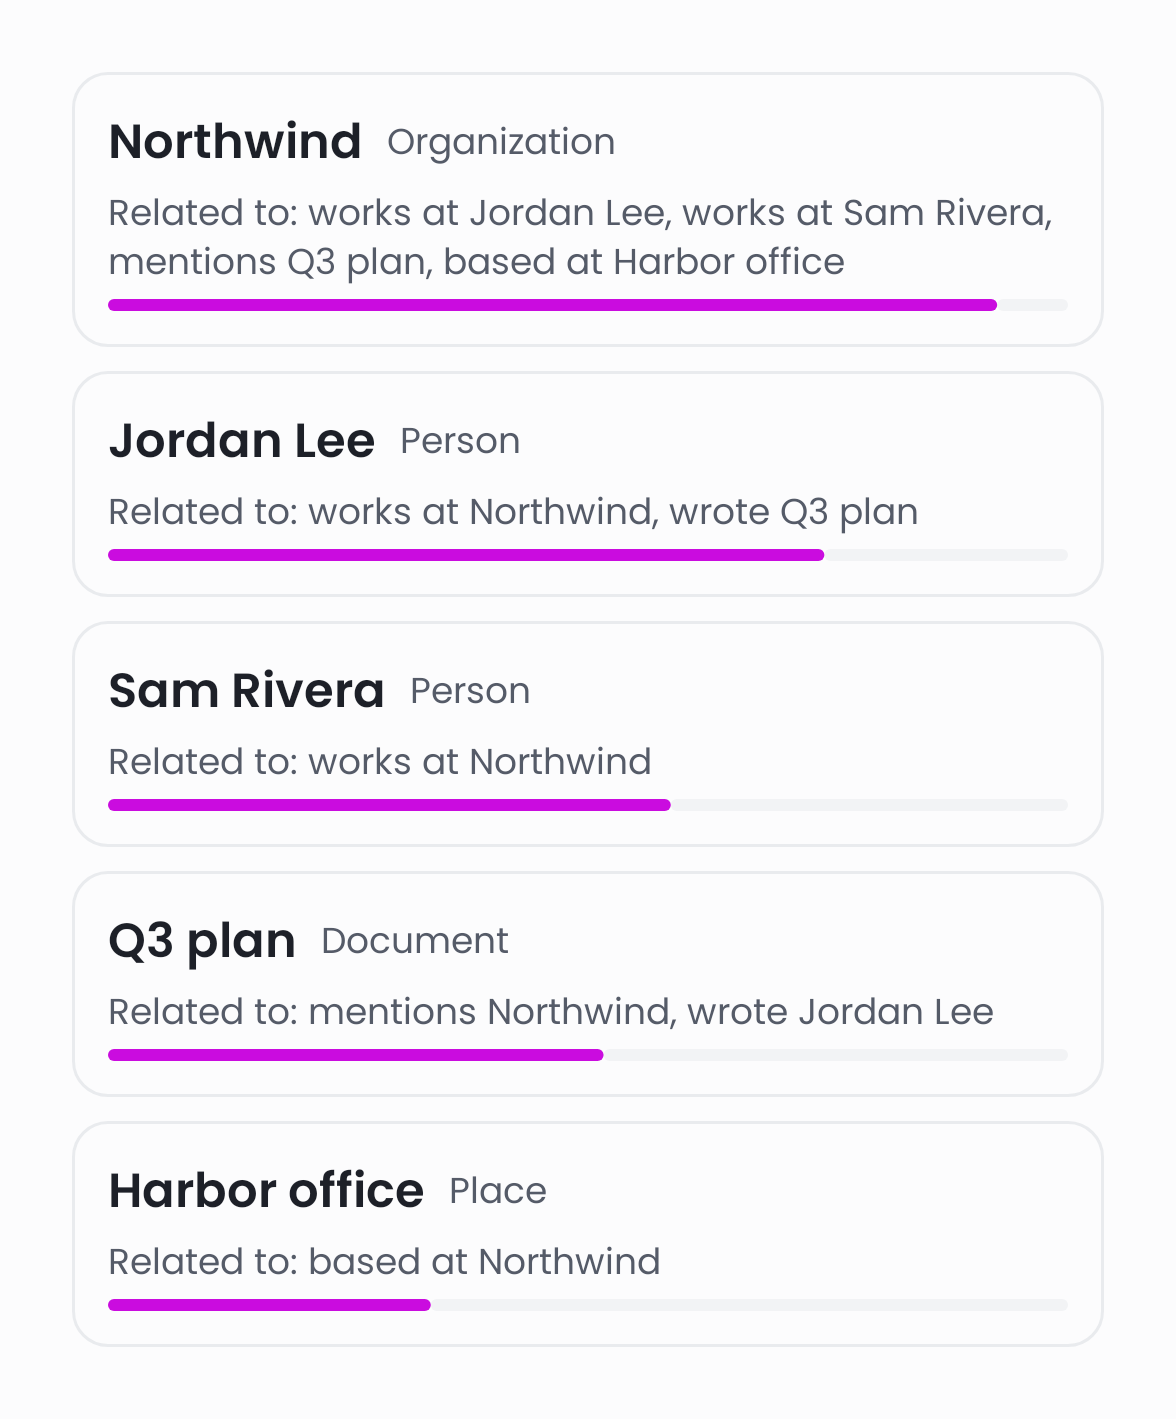 Northwind Organization
Related to: works at Jordan Lee, works at Sam Rivera,
mentions Q3 plan, based at Harbor office
Jordan Lee Person
Related to: works at Northwind, wrote Q3 plan
Sam Rivera Person
Related to: works at Northwind
Q3 plan Document
Related to: mentions Northwind, wrote Jordan Lee
Harbor office Place
Related to: based at Northwind